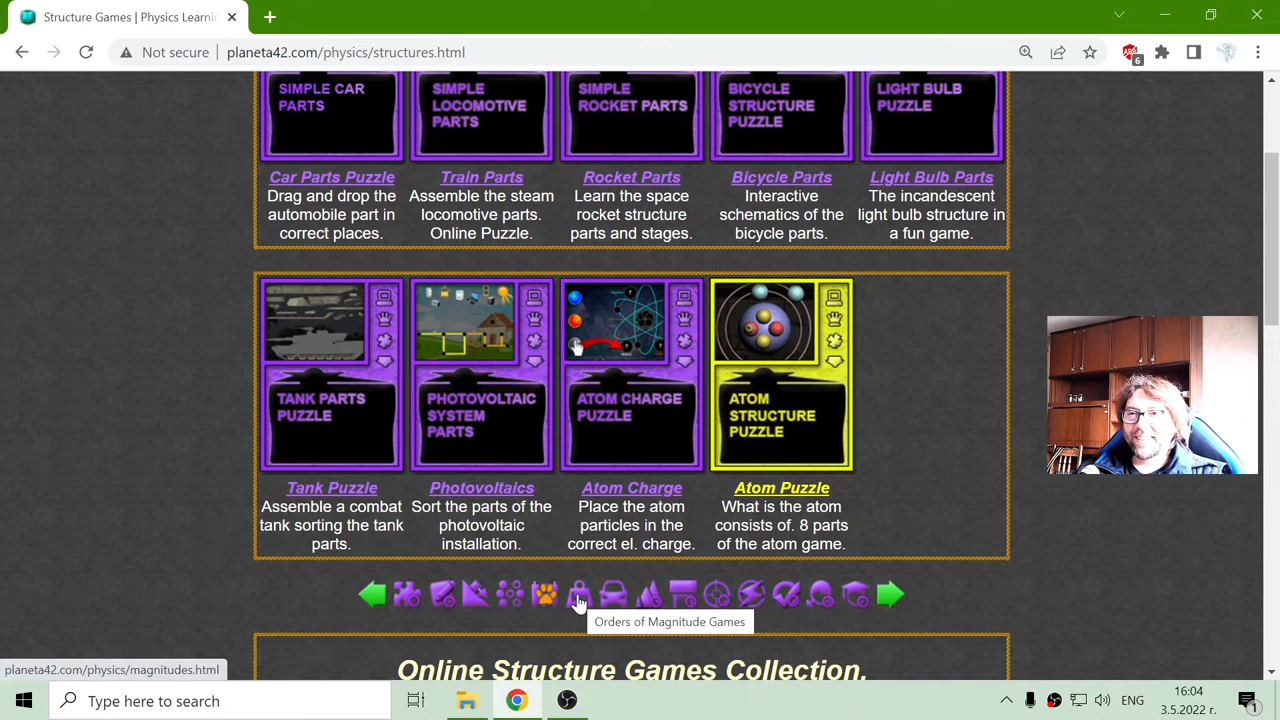 Structure Games | Physics Learnin
Not secure
planeta42.com/physics/structures.html
6
SIMPLE CAR
PARTS
SIMPLE
LOCOMOTIVE
PARTS
SIMPLE
ROCKET PARTS
BICYCLE
STRUCTURE
PUZZLE
LIGHT BULB
PUZZLE
Car Parts Puzzle
Drag and drop the
automobile part in
correct places.
Train Parts
Assemble the steam
locomotive parts.
Online Puzzle.
Rocket Parts
Learn the space
rocket structure
parts and stages.
Bicycle Parts
Interactive
schematics of the
bicycle parts.
Light Bulb Parts
The incandescent
light bulb structure in
a fun game.
TANK PARTS
PUZZLE
PHOTOVOLTAIC
SYSTEM
PARTS
ATOM CHARGE
PUZZLE
ATOM
STRUCTURE
PUZZLE
Tank Puzzle
Assemble a combat
tank sorting the tank
parts.
Photovoltaics
Sort the parts of the
photovoltaic
installation.
Atom Charge
Place the atom
particles in the
correct el. charge.
Atom Puzzle
What is the atom
consists of. 8 parts
of the atom game.
Orders of Magnitude Games
Online Structure Games Collection.
planeta42.com/physics/magnitudes.html
Type here to search
ЕНГ
16:04
3.5.2022 г.
1